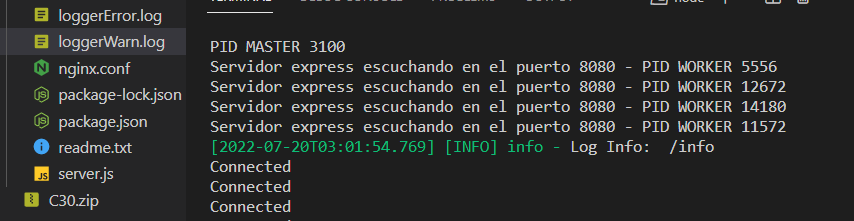 loggerError.log
loggerWarn.log
nginx.conf
package-lock.json
package.json
readme.txt
server.js
C30.zip
PID MASTER 3100
Servidor express escuchando en el puerto 8080 - PID WORKER 5556
Servidor express escuchando en el puerto 8080 - PID WORKER 12672
Servidor express escuchando en el puerto 8080 - PID WORKER 14180
Servidor express escuchando en el puerto 8080 - PID WORKER 11572
[2022-07-20T03:01:54.769] [INFO] info - Log Info:  /info
Connected
Connected
Connected